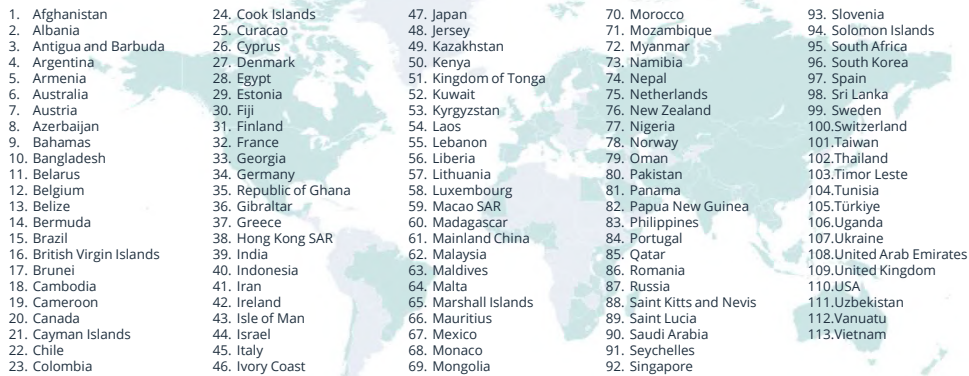 1. Afghanistan
2. Albania
3. Antigua and Barbuda
4. Argentina
5. Armenia
6. Australia
7. Austria
8. Azerbaijan
9. Bahamas
10. Bangladesh
11. Belarus
12. Belgium
13. Belize
14. Bermuda
15. Brazil
16. British Virgin Islands
17. Brunei
18. Cambodia
19. Cameroon
20. Canada
21. Cayman Islands
22. Chile
23. Colombia
24. Cook Islands
25. Curacao
26. Cyprus
27. Denmark
28. Egypt
29. Estonia
30. Fiji
31. Finland
32. France
33. Georgia
34. Germany
35. Republic of Ghana
36. Gibraltar
37. Greece
38. Hong Kong SAR
39. India
40. Indonesia
41. Iran
42. Ireland
43. Isle of Man
44. Israel
45. Italy
46. Ivory Coast
47. Japan
48. Jersey
49. Kazakhstan
50. Kenya
51. Kingdom of Tonga
52. Kuwait
53. Kyrgyzstan
54. Laos
55. Lebanon
56. Liberia
57. Lithuania
58. Luxembourg
59. Macao SAR
60. Madagascar
61. Mainland China
62. Malaysia
63. Maldives
64. Malta
65. Marshall Islands
66. Mauritius
67. Mexico
68. Monaco
69. Mongolia
70. Morocco
71. Mozambique
72. Myanmar
73. Namibia
74. Nepal
75. Netherlands
76. New Zealand
77. Nigeria
78. Norway
79. Oman
80. Pakistan
81. Panama
82. Papua New Guinea
83. Philippines
84. Portugal
85. Qatar
86. Romania
87. Russia
88. Saint Kitts and Nevis
89. Saint Lucia
90. Saudi Arabia
91. Seychelles
92. Singapore
93. Slovenia
94. Solomon Islands
95. South Africa
96. South Korea
97. Spain
98. Sri Lanka
99. Sweden
100.Switzerland
101.Taiwan
102.Thailand
103.Timor Leste
104.Tunisia
105.Türkiye
106.Uganda
107.Ukraine
108.United Arab Emirates
109.United Kingdom
110.USA
111.Uzbekistan
112.Vanuatu
113.Vietnam